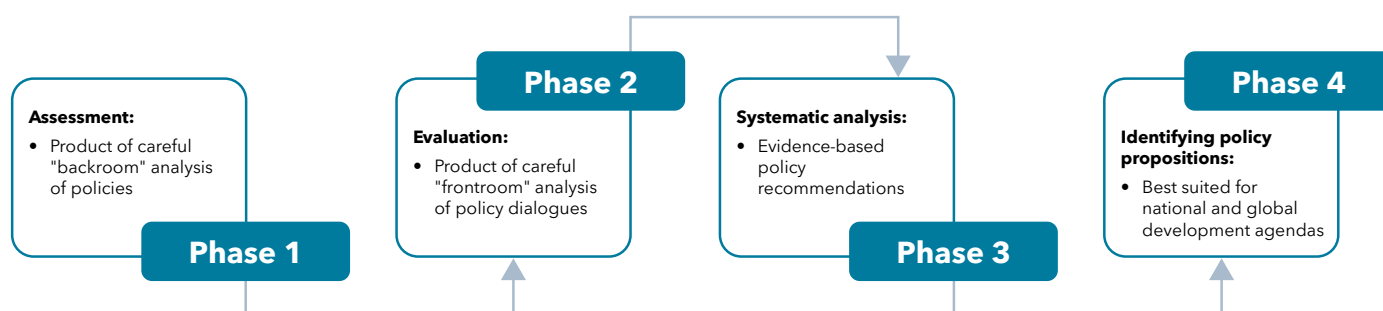 Assessment:
• Product of careful
"backroom" analysis
of policies
Phase 1
Phase 2
Evaluation:
• Product of careful
"frontroom" analysis
of policy dialogues
Systematic analysis:
• Evidence-based
policy
recommendations
Phase 3
Phase 4
Identifying policy
propositions:
• Best suited for
national and global
development agendas